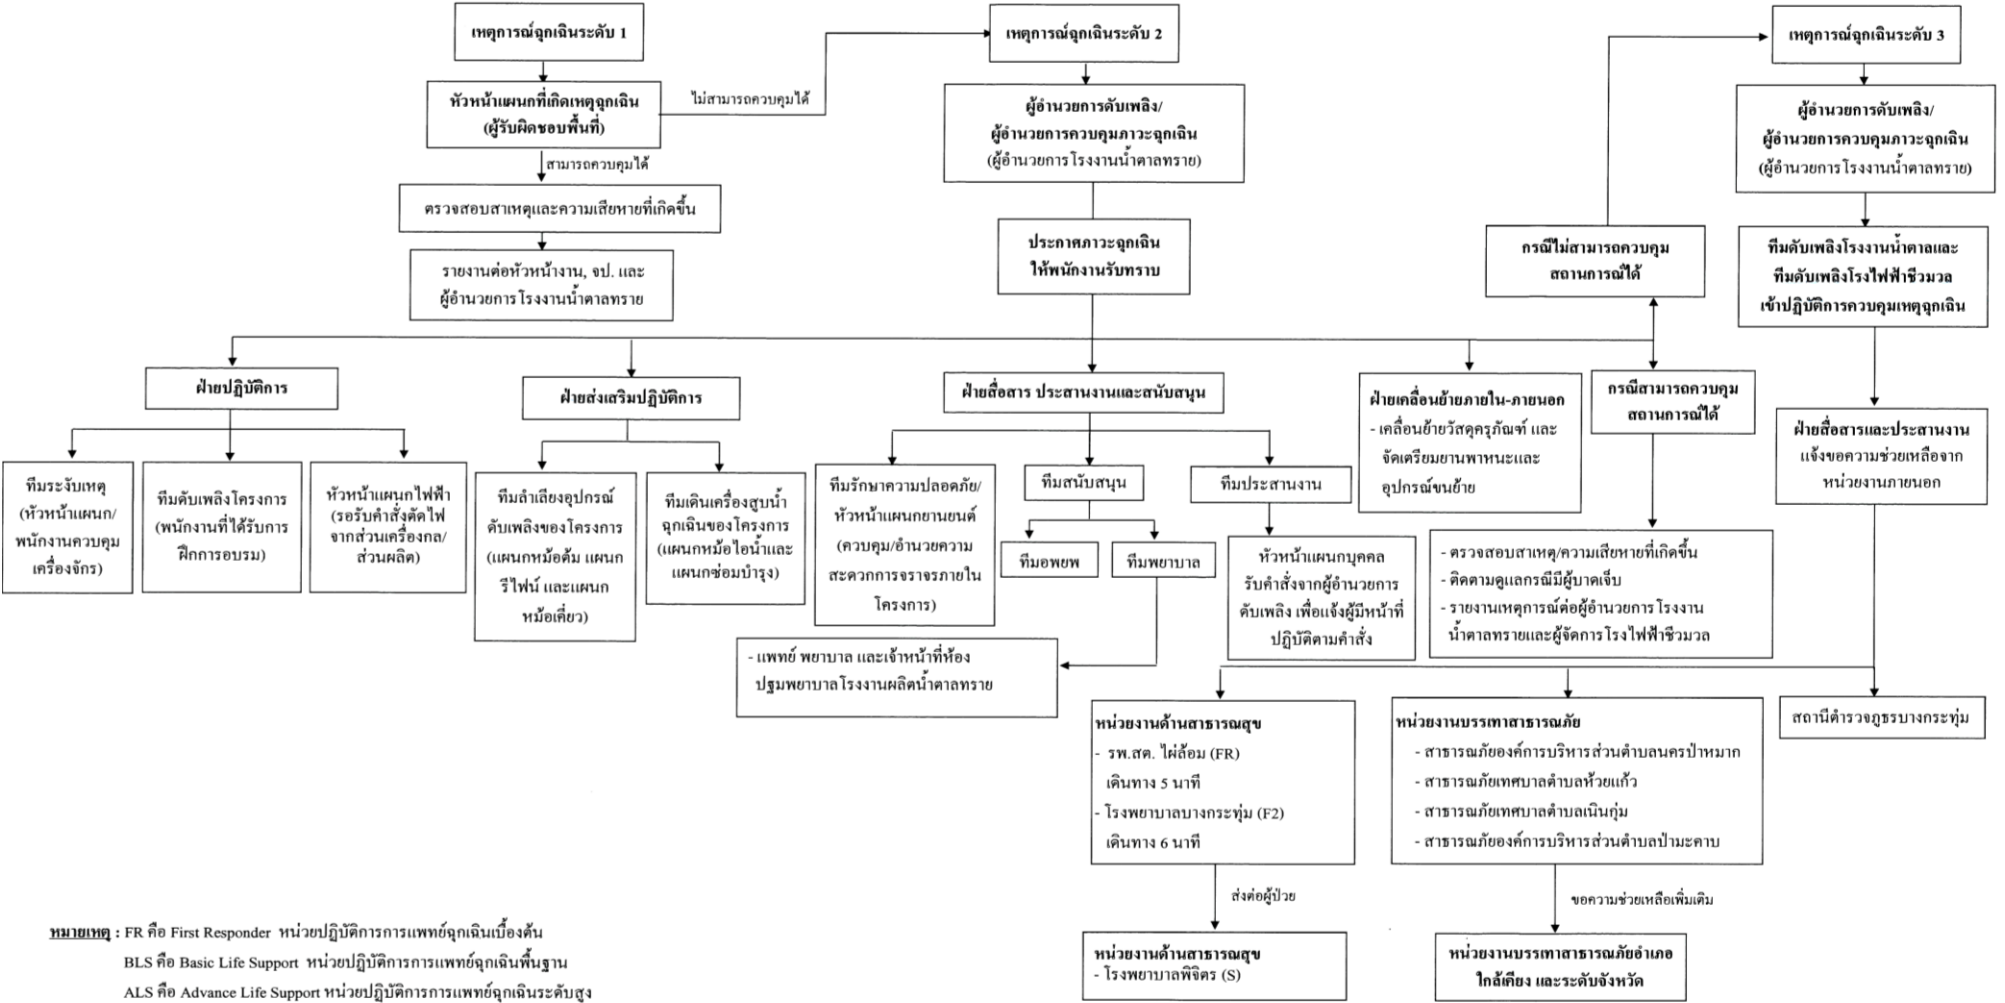 เหตุการณ์ฉุกเฉินระดับ 1
เหตุการณ์ฉุกเฉินระดับ 2
เหตุการณ์ฉุกเฉินระดับ 3
หัวหน้าแผนกที่เกิดเหตุฉุกเฉิน
(ผู้รับผิดชอบพื้นที่)
ไม่สามารถควบคุมได้
สามารถควบคุมได้
ตรวจสอบสาเหตุและความเสียหายที่เกิดขึ้น
รายงานต่อหัวหน้างาน, จป. และ
ผู้อำนวยการโรงงานน้ำตาลทราย
ผู้อำนวยการดับเพลิง/
ผู้อำนวยการควบคุมภาวะฉุกเฉิน
(ผู้อำนวยการโรงงานน้ำตาลทราย)
ประกาศภาวะฉุกเฉิน
ให้พนักงานรับทราบ
กรณีไม่สามารถควบคุม
สถานการณ์ได้
ผู้อำนวยการดับเพลิง/
ผู้อำนวยการควบคุมภาวะฉุกเฉิน
(ผู้อำนวยการโรงงานน้ำตาลทราย)
ทีมดับเพลิงโรงงานน้ำตาลและ
ทีมดับเพลิงโรงไฟฟ้าชีวมวล
เข้าปฏิบัติการควบคุมเหตุฉุกเฉิน
ฝ่ายปฏิบัติการ
ทีมระงับเหตุ
(หัวหน้าแผนก/
พนักงานควบคุม
เครื่องจักร)
ทีมดับเพลิงโครงการ
(พนักงานที่ได้รับการ
ฝึกการอบรม)
หัวหน้าแผนกไฟฟ้า
(รอรับคำสั่งตัดไฟ
จากส่วนเครื่องกล/
ส่วนผลิต)
ฝ่ายส่งเสริมปฏิบัติการ
ทีมลำเลียงอุปกรณ์
ดับเพลิงของโครงการ
(แผนกหม้อต้ม แผนก
รีไฟน์ และแผนก
หม้อเคี่ยว)
ทีมเดินเครื่องสูบน้ำ
ฉุกเฉินของโครงการ
(แผนกหม้อไอน้ำและ
แผนกซ่อมบำรุง)
ฝ่ายสื่อสาร ประสานงานและสนับสนุน
ทีมรักษาความปลอดภัย/
หัวหน้าแผนกยานยนต์
(ควบคุม/อำนวยความ
สะดวกการจราจรภายใน
โครงการ)
ทีมสนับสนุน
ทีมอพยพ
ทีมพยาบาล
- แพทย์ พยาบาล และเจ้าหน้าที่ห้อง
ปฐมพยาบาลโรงงานผลิตน้ำตาลทราย
ทีมประสานงาน
หัวหน้าแผนกบุคคล
รับคำสั่งจากผู้อำนวยการ
ดับเพลิง เพื่อแจ้งผู้มีหน้าที่
ปฏิบัติตามคำสั่ง
ฝ่ายเคลื่อนย้ายภายใน-ภายนอก
- เคลื่อนย้ายวัสดุครุภัณฑ์ และ
จัดเตรียมยานพาหนะและ
อุปกรณ์ขนย้าย
กรณีสามารถควบคุม
สถานการณ์ได้
- ตรวจสอบสาเหตุ/ความเสียหายที่เกิดขึ้น
- ติดตามดูแลกรณีมีผู้บาดเจ็บ
- รายงานเหตุการณ์ต่อผู้อำนวยการโรงงาน
น้ำตาลทรายและผู้จัดการโรงไฟฟ้าชีวมวล
ฝ่ายสื่อสารและประสานงาน
แจ้งขอความช่วยเหลือจาก
หน่วยงานภายนอก
หน่วยงานด้านสาธารณสุข
- รพ.สต. ไผ่ล้อม (FR)
เดินทาง 5 นาที
- โรงพยาบาลบางกระทุ่ม (F2)
เดินทาง 6 นาที
หน่วยงานบรรเทาสาธารณภัย
- สาธารณภัยองค์การบริหารส่วนตำบลนครป่าหมาก
- สาธารณภัยเทศบาลตำบลห้วยแก้ว
- สาธารณภัยเทศบาลตำบลเนินกุ่ม
- สาธารณภัยองค์การบริหารส่วนตำบลป่ามะคาบ
สถานีตำรวจภูธรบางกระทุ่ม
ส่งต่อผู้ป่วย
ขอความช่วยเหลือเพิ่มเติม
หน่วยงานด้านสาธารณสุข
- โรงพยาบาลพิจิตร (S)
หน่วยงานบรรเทาสาธารณภัยอำเภอ
ใกล้เคียง และระดับจังหวัด
หมายเหตุ : FR คือ First Responder หน่วยปฏิบัติการการแพทย์ฉุกเฉินเบื้องต้น
BLS คือ Basic Life Support หน่วยปฏิบัติการการแพทย์ฉุกเฉินพื้นฐาน
ALS คือ Advance Life Support หน่วยปฏิบัติการการแพทย์ฉุกเฉินระดับสูง